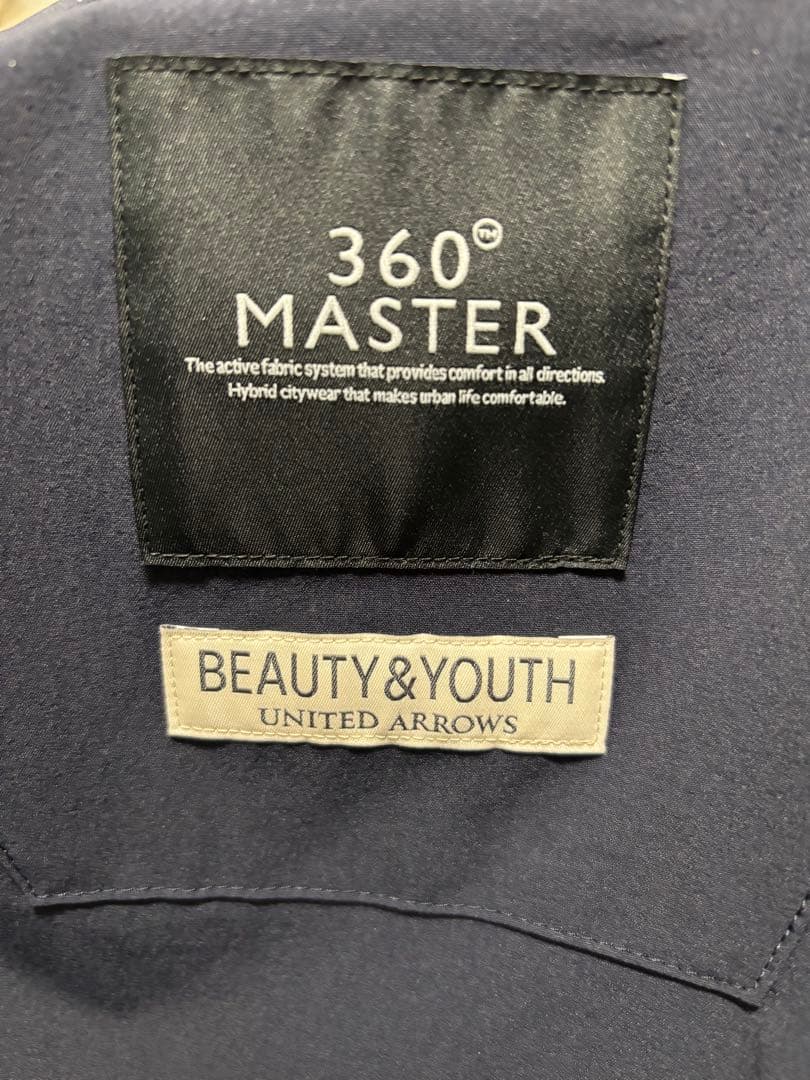 360°™
MASTER
The active fabric system that provides comfort in all directions.
Hybrid citywear that makes urban life comfortable.
BEAUTY&YOUTH
UNITED ARROWS